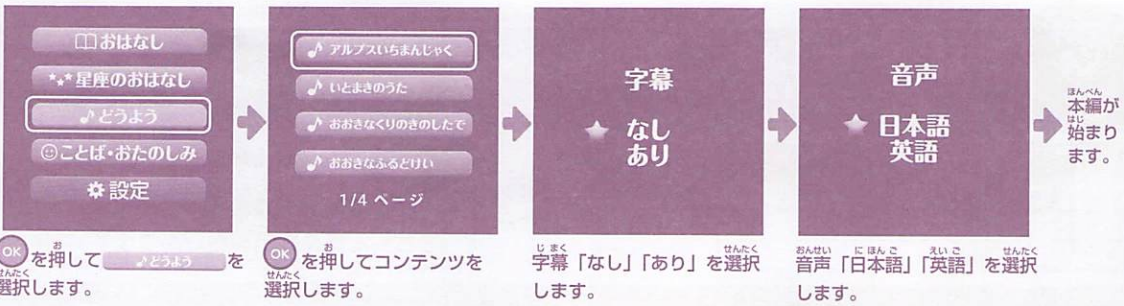 おはなし
星座のおはなし
どうよう
ことば・おたのしみ
設定
OKを押してどうようを
選択します。
アルプスいちまんじゃく
いとまきのうた
おおきなくりのきのしたで
おおきなふるどけい
1/4 ページ
OKを押してコンテンツを
選択します。
字幕
なし
あり
字幕「なし」「あり」を選択
します。
音声
日本語
英語
音声「日本語」「英語」を選択
します。
本編が
始まり
ます。